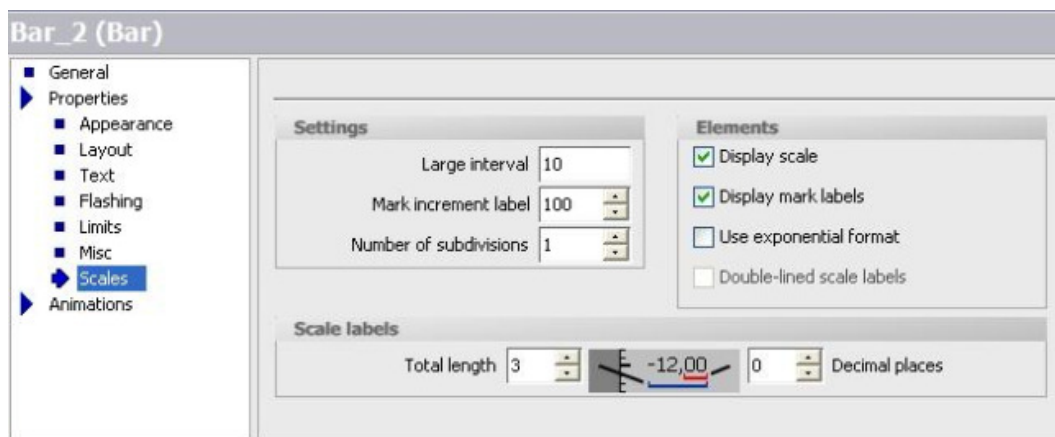 Bar_2 (Bar)
General
Properties
Appearance
Layout
Text
Flashing
Limits
Misc
Scales
Animations
Settings
Large interval 10
Mark increment label 100
Number of subdivisions 1
Elements
Display scale
Display mark labels
Use exponential format
Double-lined scale labels
Scale labels
Total length 3 -12,00 0 Decimal places